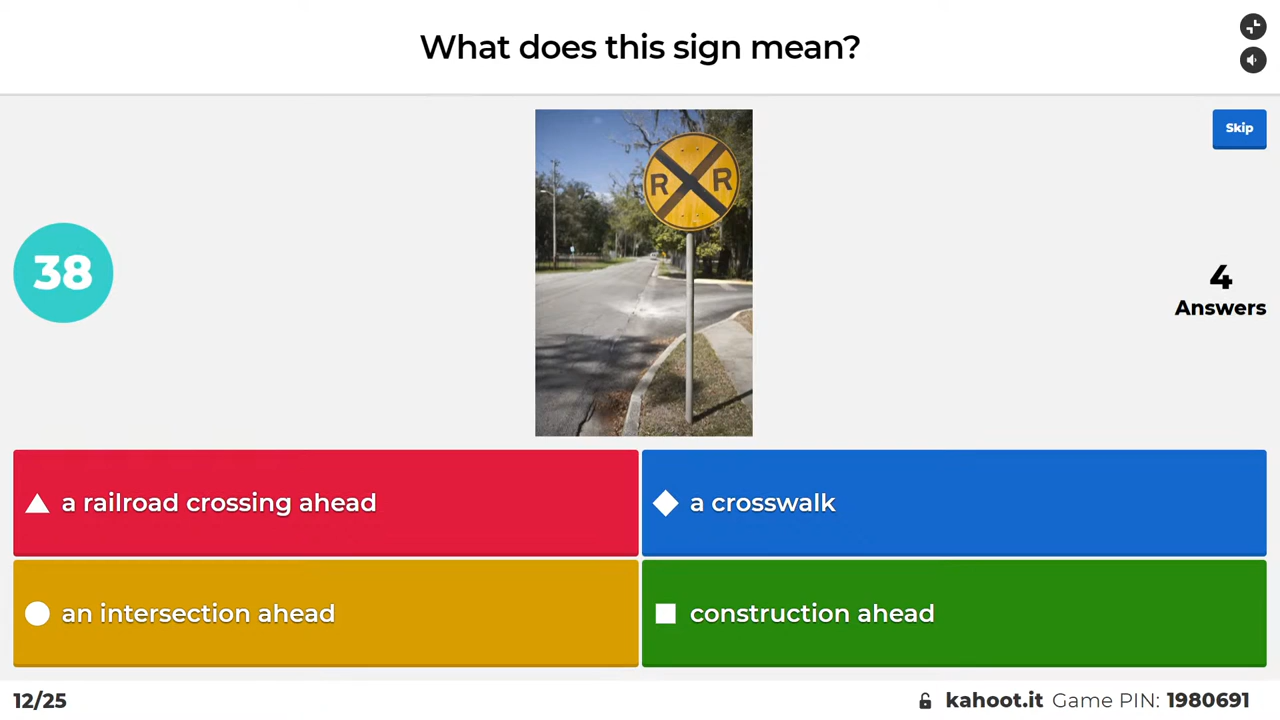 What does this sign mean?
Skip
R R
38
4
Answers
a railroad crossing ahead
a crosswalk
an intersection ahead
construction ahead
12/25
kahoot.it Game PIN: 1980691